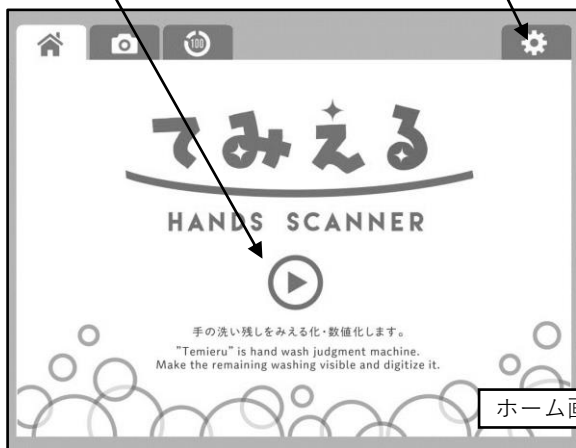 100
てみえる
HANDS SCANNER
手の洗い残しをみえる化・数値化します。
"Temieru" is hand wash judgment machine.
Make the remaining washing visible and digitize it.
ホーム画